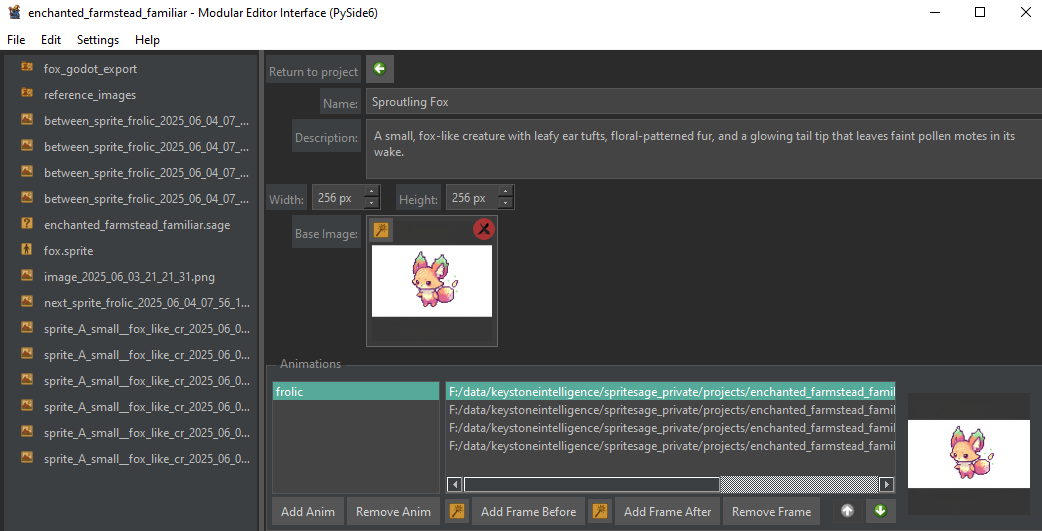 enchanted_farmstead_familiar - Modular Editor Interface (PySide6)
File Edit Settings Help
fox_godot_export
reference_images
between_sprite_frolic_2025_06_04_07_...
between_sprite_frolic_2025_06_04_07_...
between_sprite_frolic_2025_06_04_07_...
between_sprite_frolic_2025_06_04_07_...
enchanted_farmstead_familiar.sage
fox.sprite
image_2025_06_03_21_21_31.png
next_sprite_frolic_2025_06_04_07_56_1...
sprite_A_small__fox_like_cr_2025_06_0...
sprite_A_small__fox_like_cr_2025_06_0...
sprite_A_small__fox_like_cr_2025_06_0...
sprite_A_small__fox_like_cr_2025_06_0...
sprite_A_small__fox_like_cr_2025_06_0...
sprite_A_small__fox_like_cr_2025_06_0...
Return to project
Name: Sproutling Fox
Description: A small, fox-like creature with leafy ear tufts, floral-patterned fur, and a glowing tail tip that leaves faint pollen motes in its
wake.
Width: 256 px Height: 256 px
Base Image:
Animations
frolic
F:/data/keystoneintelligence/spritesage_private/projects/enchanted_farmstead_famil
F:/data/keystoneintelligence/spritesage_private/projects/enchanted_farmstead_famil
F:/data/keystoneintelligence/spritesage_private/projects/enchanted_farmstead_famil
F:/data/keystoneintelligence/spritesage_private/projects/enchanted_farmstead_famil
Add Anim Remove Anim Add Frame Before Add Frame After Remove Frame